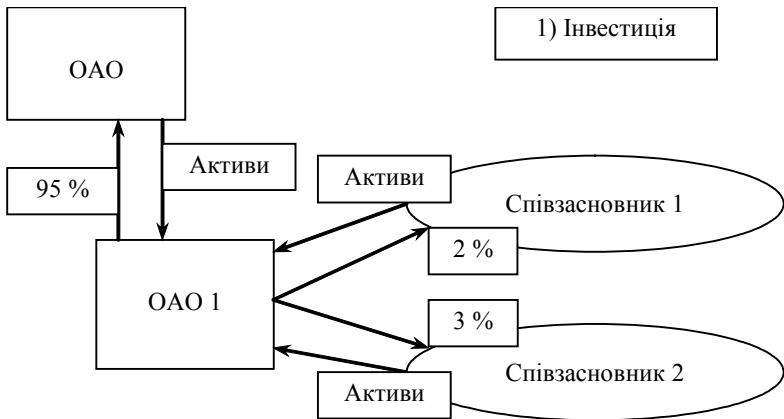 1) Інвестиція
ОАО
Активи
95 %
Активи
Співзасновник 1
2 %
ОАО 1
3 %
Співзасновник 2
Активи